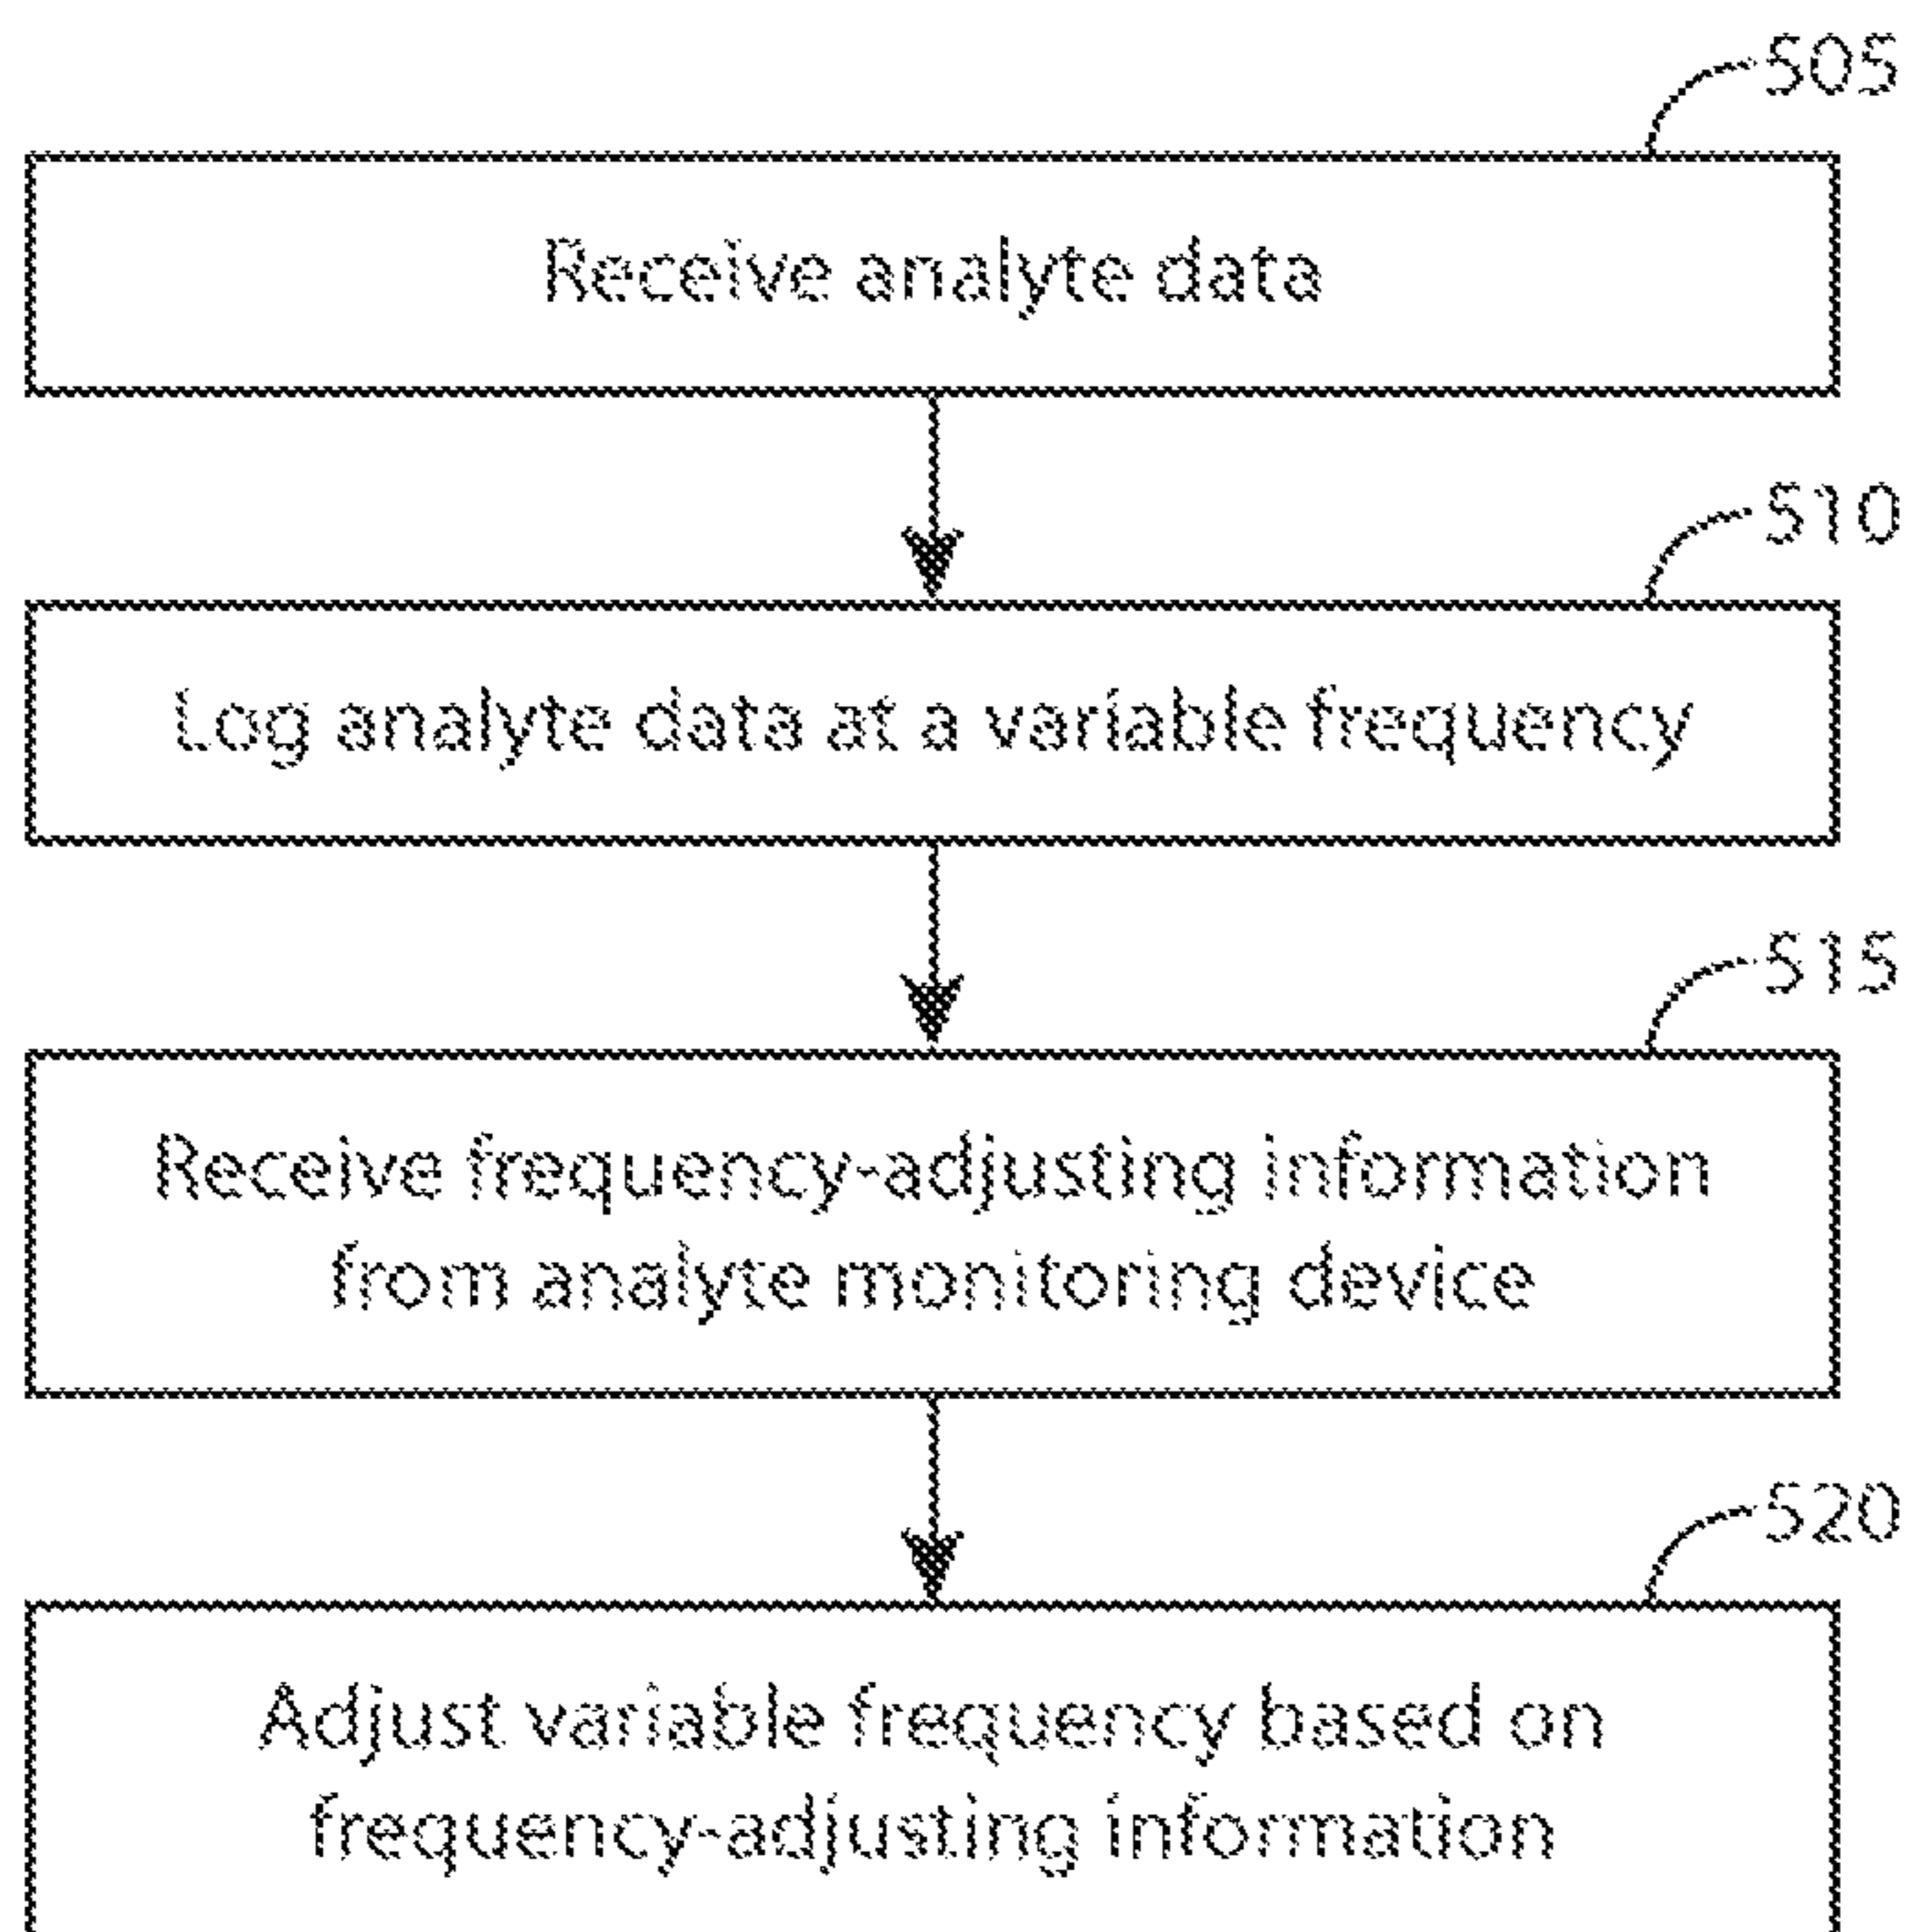 505
Receive analyte data
510
Log analyte data at a variable frequency
515
Receive frequency-adjusting information
from analyte monitoring device
520
Adjust variable frequency based on
frequency-adjusting information